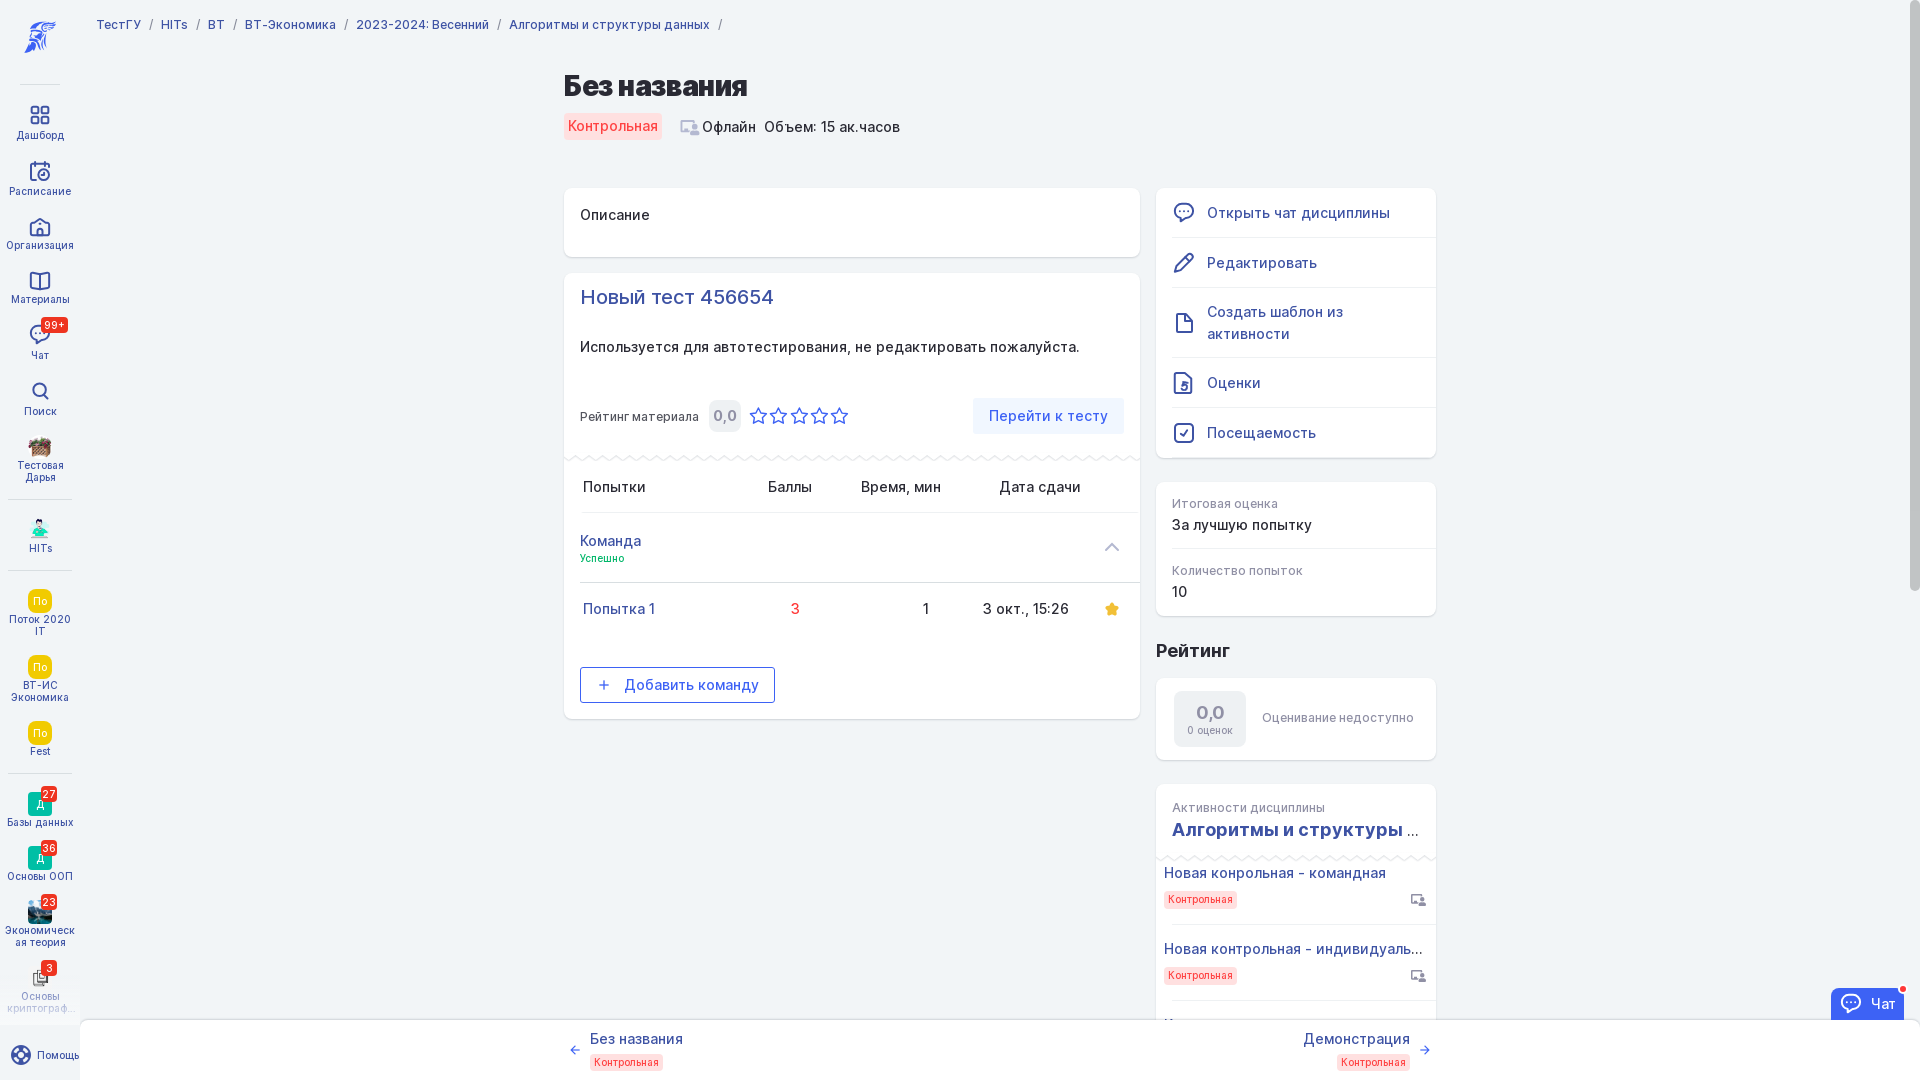 ТестГУ / HITs / ВТ / ВТ-Экономика / 2023-2024: Весенний / Алгоритмы и структуры данных /
Дашборд
Расписание
Организация
Материалы
99+
Чат
Поиск
Тестовая
Дарья
HITs
По
Поток 2020
IT
По
ВТ-ИС
Экономика
По
Fest
27
Д
Базы данных
36
Д
Основы ООП
23
Экономическ
ая теория
3
Основы
криптограф...
Помощь
Без названия
Контрольная Офлайн Объем: 15 ак.часов
Описание
Новый тест 456654
Используется для автотестирования, не редактировать пожалуйста.
Рейтинг материала 0,0 Перейти к тесту
Попытки Баллы Время, мин Дата сдачи
Команда
Успешно
Попытка 1 3 1 3 окт., 15:26
+ Добавить команду
Открыть чат дисциплины
Редактировать
Создать шаблон из
активности
5 Оценки
Посещаемость
Итоговая оценка
За лучшую попытку
Количество попыток
10
Рейтинг
0,0
0 оценок
Оценивание недоступно
Активности дисциплины
Алгоритмы и структуры ...
Новая конрольная - командная
Контрольная
Новая контрольная - индивидуаль...
Контрольная
Чат
Без названия
Контрольная
Демонстрация
Контрольная